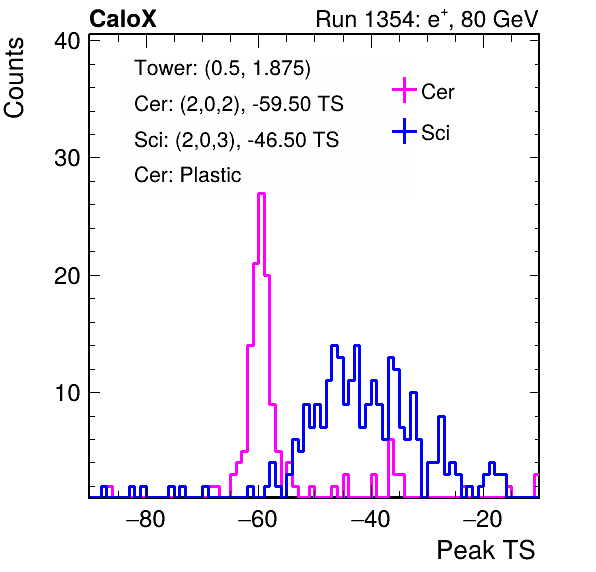 CaloX Run 1354: e⁺, 80 GeV
Counts
40
Tower: (0.5, 1.875)
Cer: (2,0,2), -59.50 TS
Sci: (2,0,3), -46.50 TS
Cer: Plastic
Cer
Sci
30
20
10
−80 −60 −40 −20
Peak TS